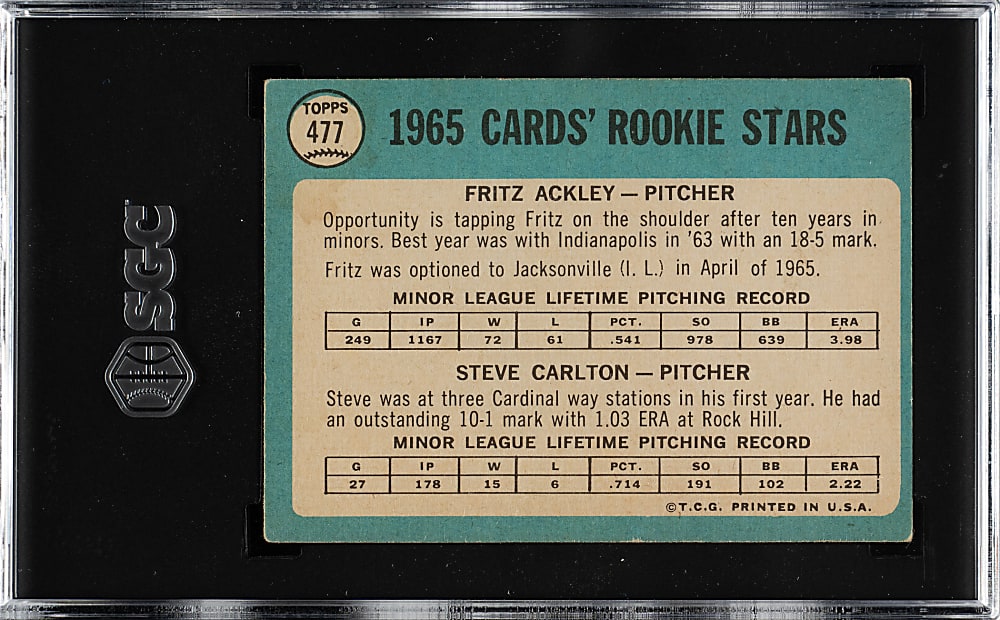 SGC
TOPPS
477
1965 CARDS' ROOKIE STARS
FRITZ ACKLEY — PITCHER
Opportunity is tapping Fritz on the shoulder after ten years in
minors. Best year was with Indianapolis in '63 with an 18-5 mark.
Fritz was optioned to Jacksonville (I. L.) in April of 1965.
MINOR LEAGUE LIFETIME PITCHING RECORD
G IP W L PCT. SO BB ERA
249 1167 72 61 .541 978 639 3.98
STEVE CARLTON — PITCHER
Steve was at three Cardinal way stations in his first year. He had
an outstanding 10-1 mark with 1.03 ERA at Rock Hill.
MINOR LEAGUE LIFETIME PITCHING RECORD
G IP W L PCT. SO BB ERA
27 178 15 6 .714 191 102 2.22
©T.C.G. PRINTED IN U.S.A.